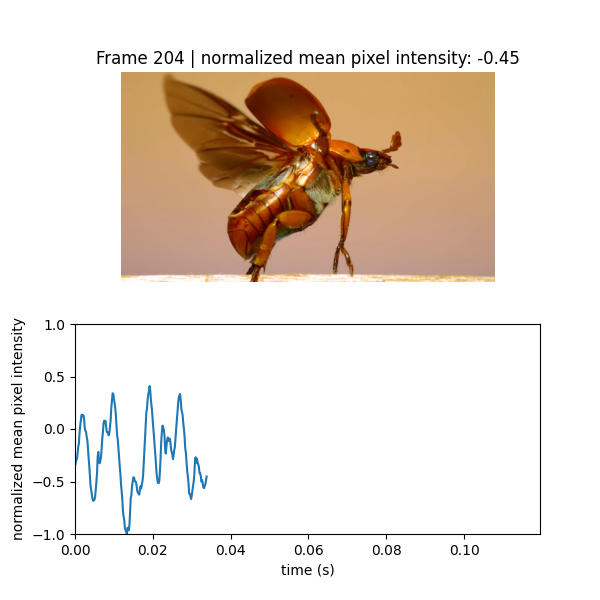 Frame 204 | normalized mean pixel intensity: -0.45
normalized mean pixel intensity
1.0
0.5
0.0
−0.5
−1.0
0.00 0.02 0.04 0.06 0.08 0.10
time (s)